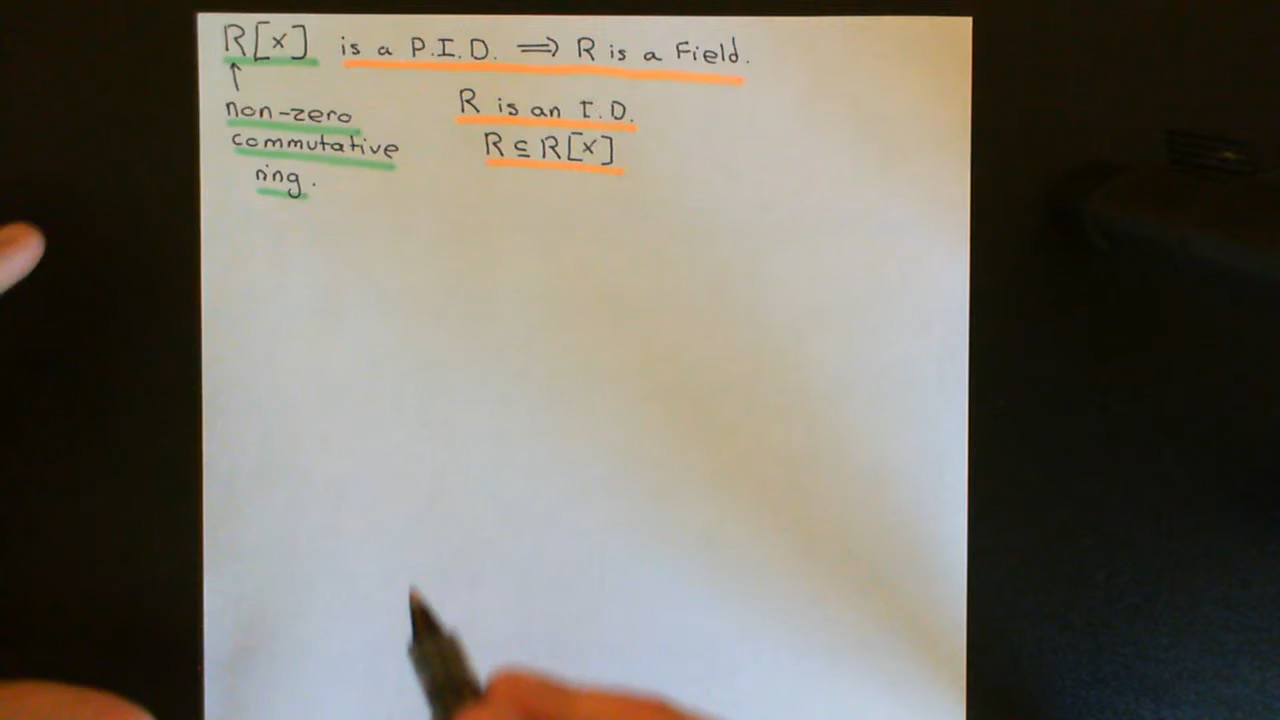 R[x] is a P.I.D. ⟹ R is a Field.
↑
non-zero
commutative
ring.
R is an I.D.
R ⊆ R[x]